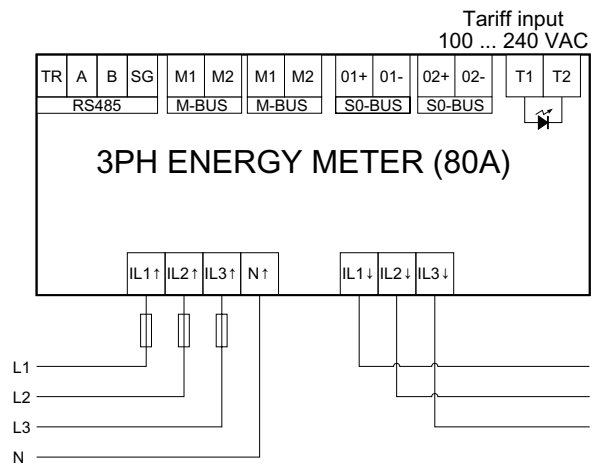 Tariff input
100 ... 240 VAC
TR A B SG M1 M2 M1 M2 01+ 01- 02+ 02- T1 T2
RS485 M-BUS M-BUS S0-BUS S0-BUS
3PH ENERGY METER (80A)
IL1↑ IL2↑ IL3↑ N↑ IL1↓ IL2↓ IL3↓
L1
L2
L3
N